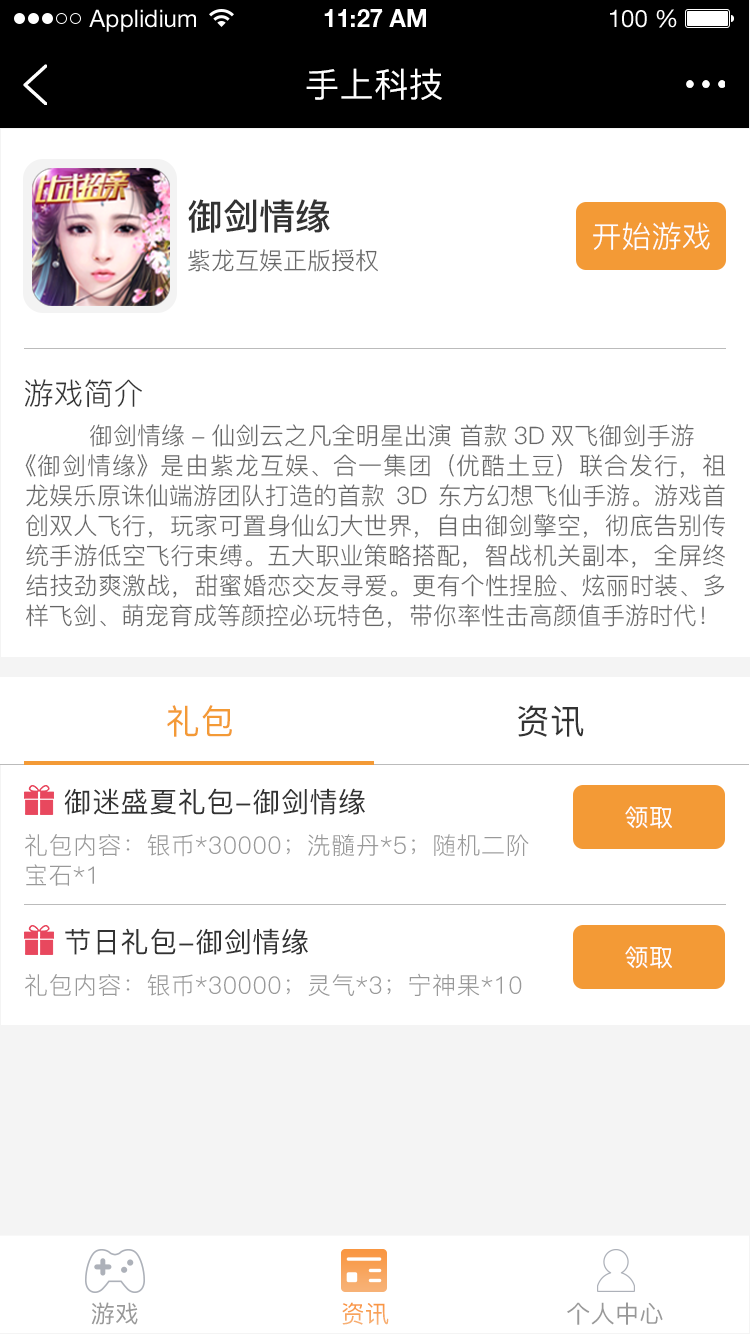 Applidium 11:27 AM 100 %
手上科技
比武招亲
御剑情缘
紫龙互娱正版授权
开始游戏
游戏简介
御剑情缘 – 仙剑云之凡全明星出演 首款 3D 双飞御剑手游
《御剑情缘》是由紫龙互娱、合一集团（优酷土豆）联合发行，祖
龙娱乐原诛仙端游团队打造的首款 3D 东方幻想飞仙手游。游戏首
创双人飞行，玩家可置身仙幻大世界，自由御剑擎空，彻底告别传
统手游低空飞行束缚。五大职业策略搭配，智战机关副本，全屏终
结技劲爽激战，甜蜜婚恋交友寻爱。更有个性捏脸、炫丽时装、多
样飞剑、萌宠育成等颜控必玩特色，带你率性击高颜值手游时代！
礼包 资讯
御迷盛夏礼包–御剑情缘
礼包内容：银币*30000；洗髓丹*5；随机二阶
宝石*1
领取
节日礼包–御剑情缘
礼包内容：银币*30000；灵气*3；宁神果*10
领取
游戏 资讯 个人中心